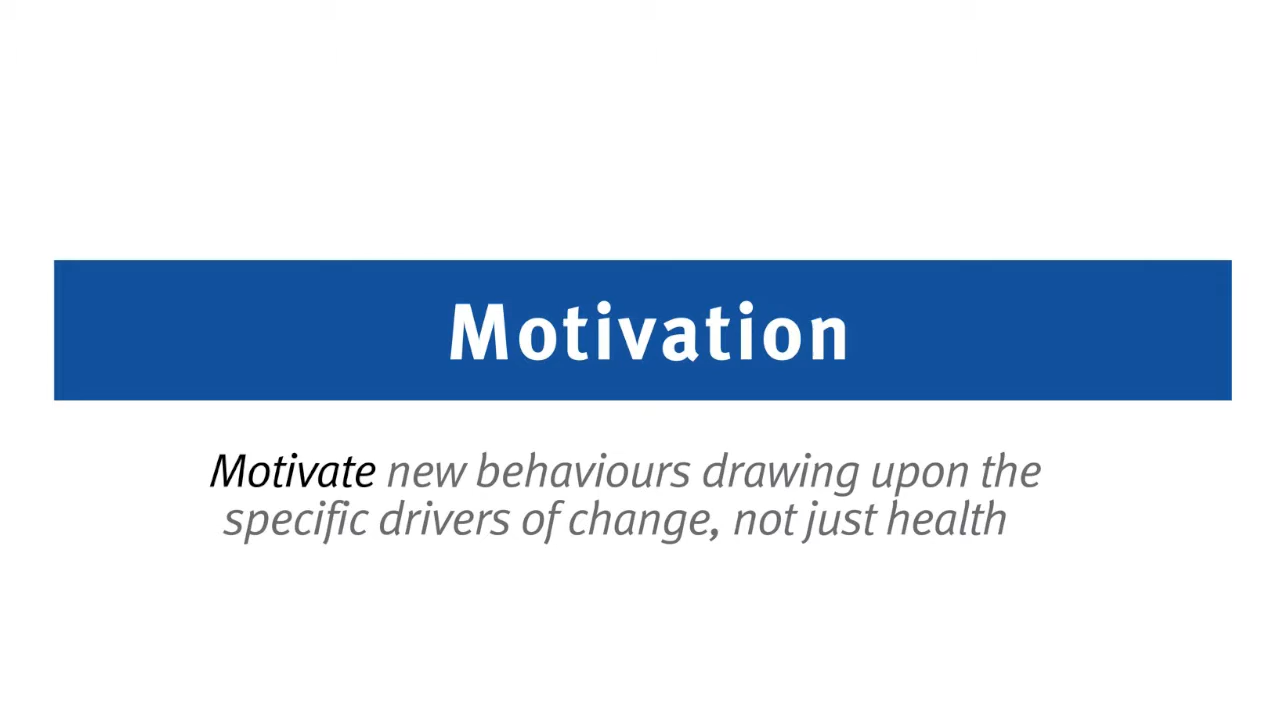 Motivation
Motivate new behaviours drawing upon the
specific drivers of change, not just health